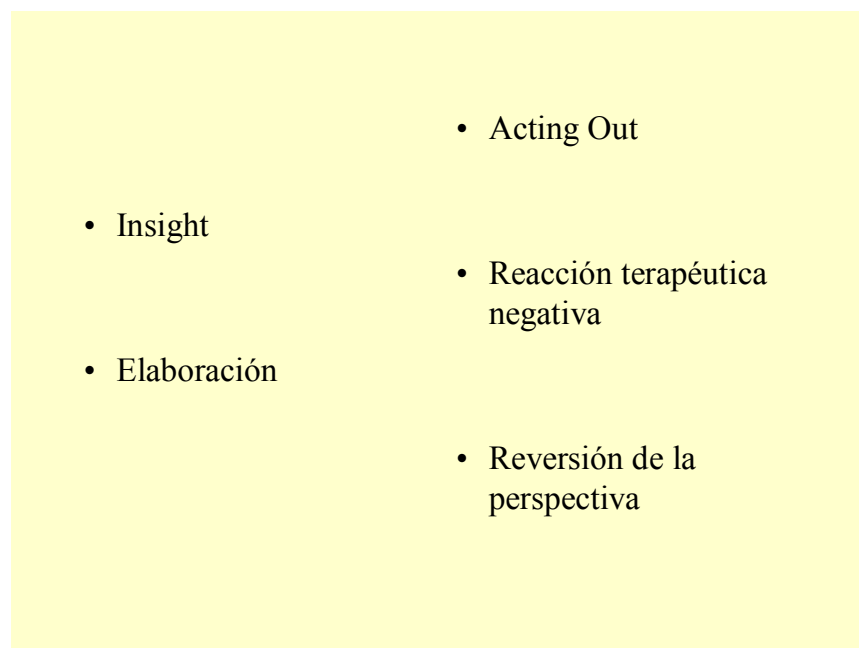 • Insight
• Elaboración
• Acting Out
• Reacción terapéutica
negativa
• Reversión de la
perspectiva